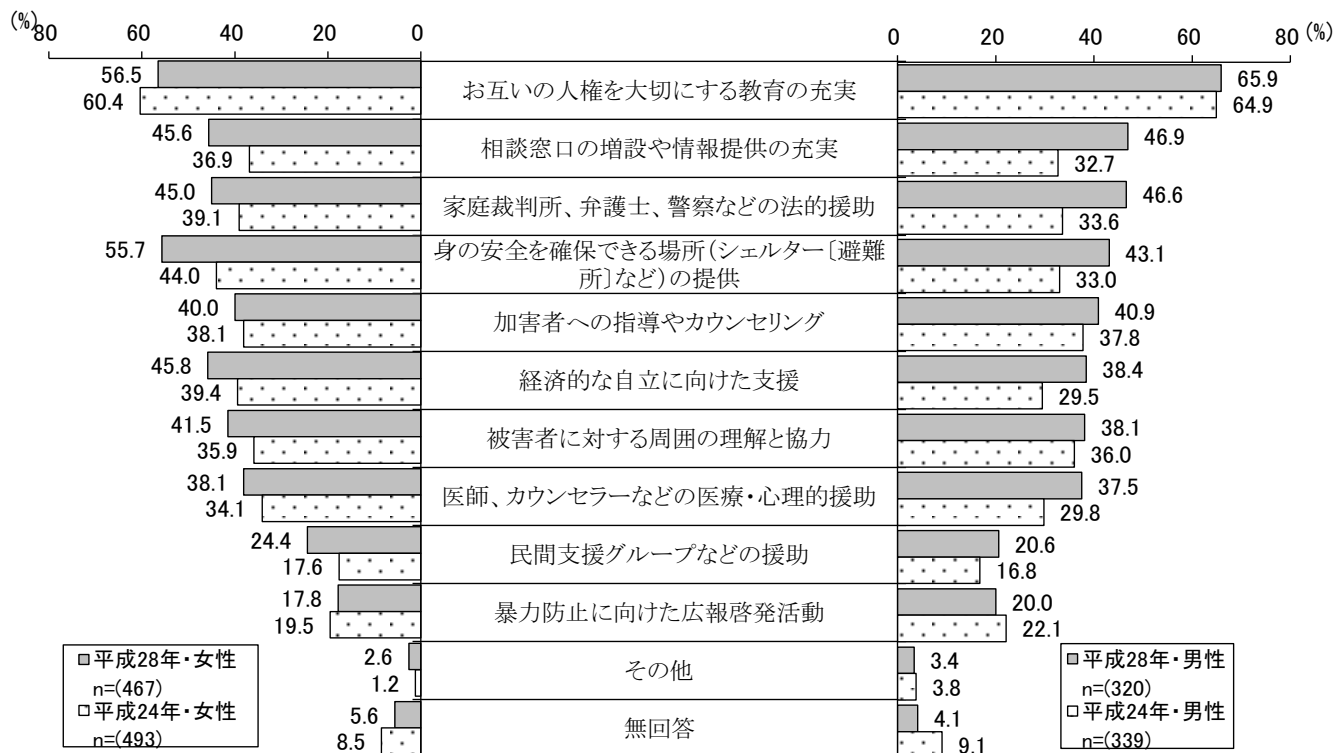 (%)
80 60 40 20 0
0 20 40 60 80 (%)
56.5 お互いの人権を大切にする教育の充実 65.9
60.4 64.9
45.6 相談窓口の増設や情報提供の充実 46.9
36.9 32.7
45.0 家庭裁判所、弁護士、警察などの法的援助 46.6
39.1 33.6
55.7 身の安全を確保できる場所(シェルター〔避難 43.1
44.0 所〕など)の提供 33.0
40.0 加害者への指導やカウンセリング 40.9
38.1 37.8
45.8 経済的な自立に向けた支援 38.4
39.4 29.5
41.5 被害者に対する周囲の理解と協力 38.1
35.9 36.0
38.1 医師、カウンセラーなどの医療・心理的援助 37.5
34.1 29.8
24.4 民間支援グループなどの援助 20.6
17.6 16.8
17.8 暴力防止に向けた広報啓発活動 20.0
19.5 22.1
2.6 その他 3.4
1.2 3.8
5.6 無回答 4.1
8.5 9.1
平成28年・女性
n=(467)
平成24年・女性
n=(493)
平成28年・男性
n=(320)
平成24年・男性
n=(339)